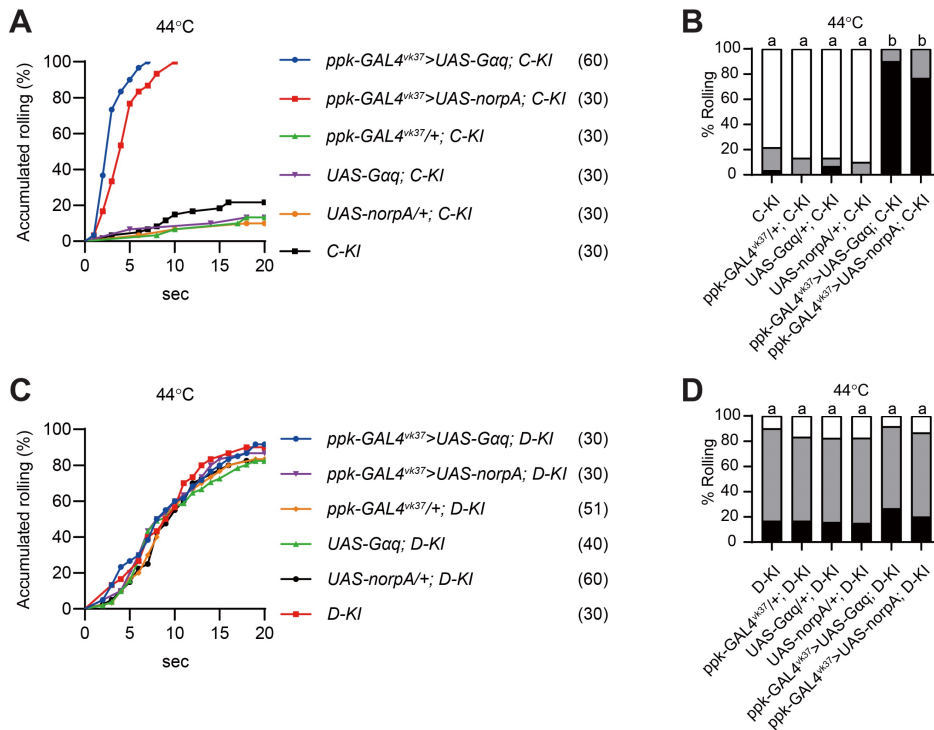 A
44°C
Accumulated rolling (%)
100
80
60
40
20
0
0 5 10 15 20
sec
ppk-GAL4vk37>UAS-Gαq; C-KI (60)
ppk-GAL4vk37>UAS-norpA; C-KI (30)
ppk-GAL4vk37/+; C-KI (30)
UAS-Gαq; C-KI (30)
UAS-norpA/+; C-KI (30)
C-KI (30)
B
44°C
a a a a b b
% Rolling
100
80
60
40
20
0
C-KI
ppk-GAL4vk37/+; C-KI
UAS-Gαq/+; C-KI
UAS-norpA/+; C-KI
ppk-GAL4vk37>UAS-Gαq; C-KI
ppk-GAL4vk37>UAS-norpA; C-KI
C
44°C
Accumulated rolling (%)
100
80
60
40
20
0
0 5 10 15 20
sec
ppk-GAL4vk37>UAS-Gαq; D-KI (30)
ppk-GAL4vk37>UAS-norpA; D-KI (30)
ppk-GAL4vk37/+; D-KI (51)
UAS-Gαq; D-KI (40)
UAS-norpA/+; D-KI (60)
D-KI (30)
D
44°C
a a a a a a
% Rolling
100
80
60
40
20
0
D-KI
ppk-GAL4vk37/+; D-KI
UAS-Gαq/+; D-KI
UAS-norpA/+; D-KI
ppk-GAL4vk37>UAS-Gαq; D-KI
ppk-GAL4vk37>UAS-norpA; D-KI